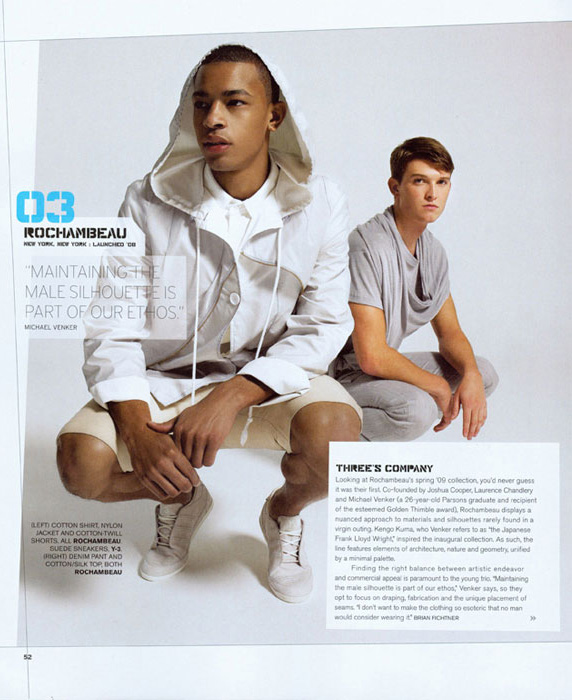 03
ROCHAMBEAU
NEW YORK, NEW YORK : LAUNCHED '08
"MAINTAINING THE
MALE SILHOUETTE IS
PART OF OUR ETHOS."
MICHAEL VENKER
(LEFT) COTTON SHIRT, NYLON
JACKET AND COTTON-TWILL
SHORTS, ALL ROCHAMBEAU.
SUEDE SNEAKERS, Y-3.
(RIGHT) DENIM PANT AND
COTTON/SILK TOP, BOTH
ROCHAMBEAU
THREE'S COMPANY
Looking at Rochambeau's spring '09 collection, you'd never guess
it was their first. Co-founded by Joshua Cooper, Laurence Chandlery
and Michael Venker (a 26-year-old Parsons graduate and recipient
of the esteemed Golden Thimble award), Rochambeau displays a
nuanced approach to materials and silhouettes rarely found in a
virgin outing. Kengo Kuma, who Venker refers to as "the Japanese
Frank Lloyd Wright," inspired the inaugural collection. As such, the
line features elements of architecture, nature and geometry, unified
by a minimal palette.
Finding the right balance between artistic endeavor
and commercial appeal is paramount to the young trio. "Maintaining
the male silhouette is part of our ethos," Venker says, so they
opt to focus on draping, fabrication and the unique placement of
seams. "I don't want to make the clothing so esoteric that no man
would consider wearing it." BRIAN FICHTNER »
52